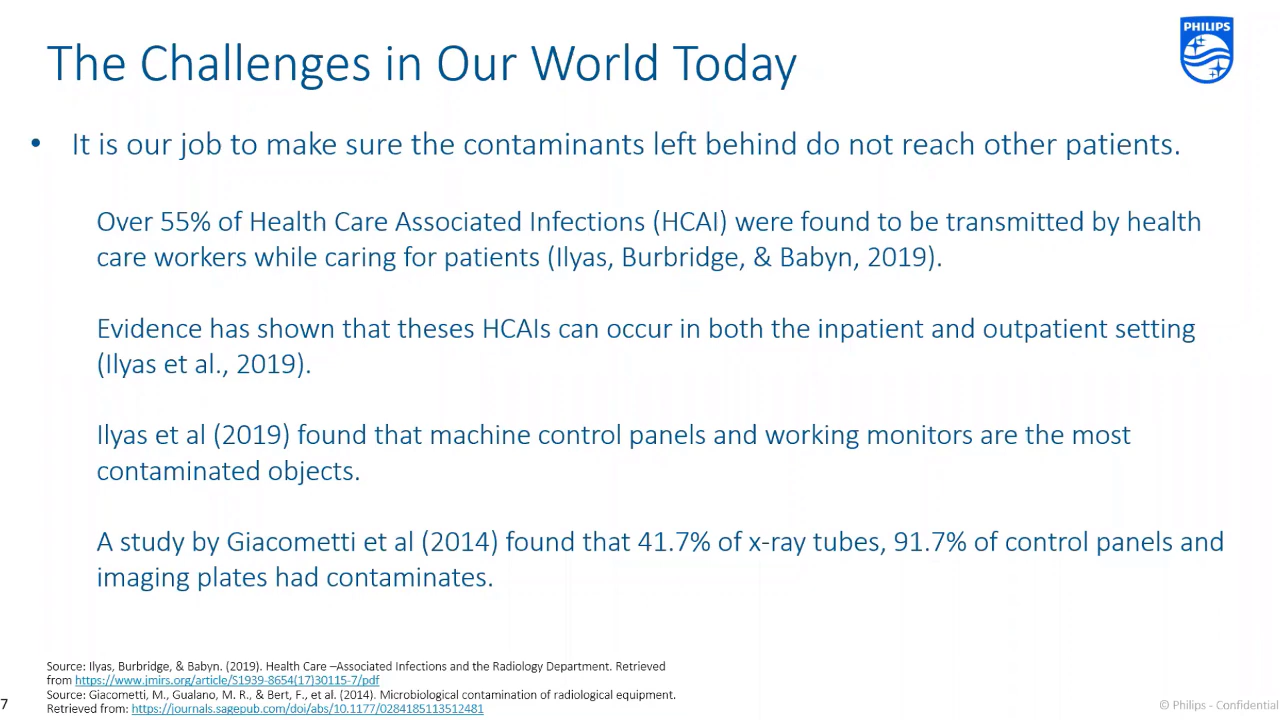 The Challenges in Our World Today
PHILIPS
• It is our job to make sure the contaminants left behind do not reach other patients.
Over 55% of Health Care Associated Infections (HCAI) were found to be transmitted by health
care workers while caring for patients (Ilyas, Burbridge, & Babyn, 2019).
Evidence has shown that theses HCAIs can occur in both the inpatient and outpatient setting
(Ilyas et al., 2019).
Ilyas et al (2019) found that machine control panels and working monitors are the most
contaminated objects.
A study by Giacometti et al (2014) found that 41.7% of x-ray tubes, 91.7% of control panels and
imaging plates had contaminates.
Source: Ilyas, Burbridge, & Babyn. (2019). Health Care –Associated Infections and the Radiology Department. Retrieved
from https://www.jmirs.org/article/S1939-8654(17)30115-7/pdf
Source: Giacometti, M., Gualano, M. R., & Bert, F., et al. (2014). Microbiological contamination of radiological equipment.
Retrieved from: https://journals.sagepub.com/doi/abs/10.1177/0284185113512481
7
© Philips - Confidential